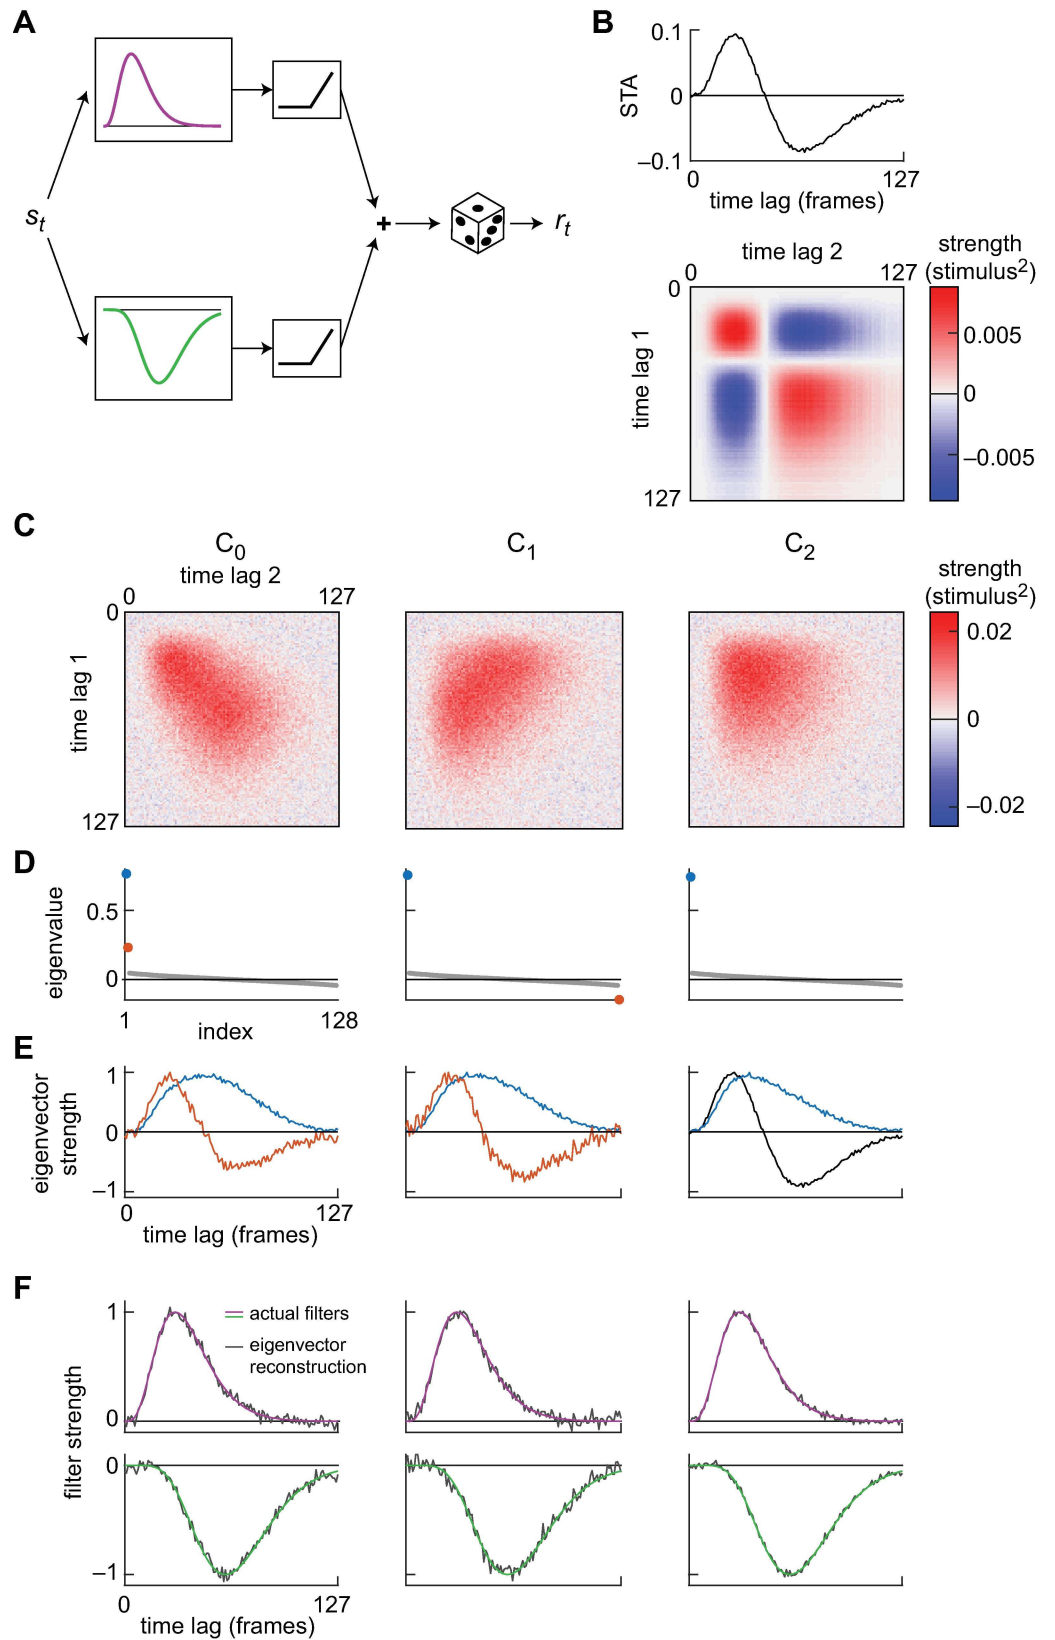 A
s_t
+
r_t
B
0.1
STA
0
−0.1
0
127
time lag (frames)
time lag 2
0
127
0
time lag 1
127
strength
(stimulus²)
0.005
0
−0.005
C
C₀
C₁
C₂
time lag 2
0
127
0
time lag 1
127
strength
(stimulus²)
0.02
0
−0.02
D
eigenvalue
0.5
0
1
index
128
E
eigenvector
strength
1
0
−1
0
127
time lag (frames)
F
filter strength
1
0
actual filters
eigenvector
reconstruction
0
−1
0
127
time lag (frames)